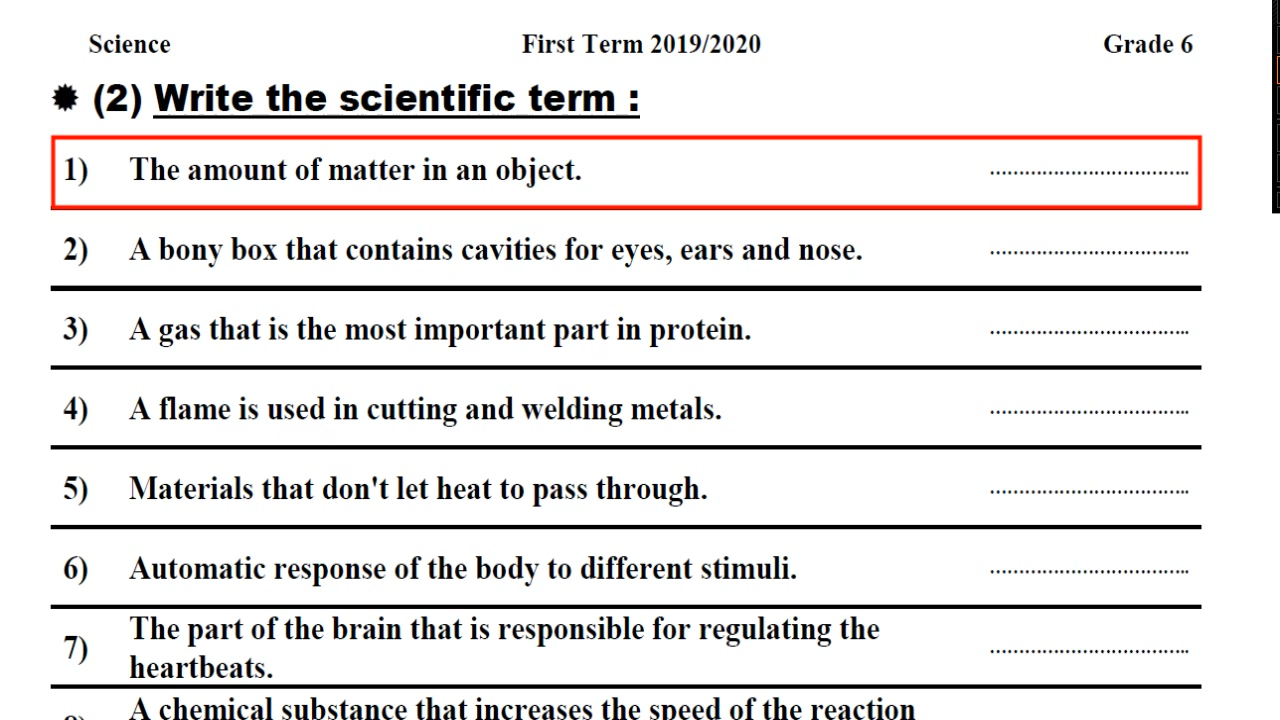 Science First Term 2019/2020 Grade 6
✹ (2) Write the scientific term :
1) The amount of matter in an object. ......................................
2) A bony box that contains cavities for eyes, ears and nose. ......................................
3) A gas that is the most important part in protein. ......................................
4) A flame is used in cutting and welding metals. ......................................
5) Materials that don't let heat to pass through. ......................................
6) Automatic response of the body to different stimuli. ......................................
7) The part of the brain that is responsible for regulating the
heartbeats. ......................................
A chemical substance that increases the speed of the reaction